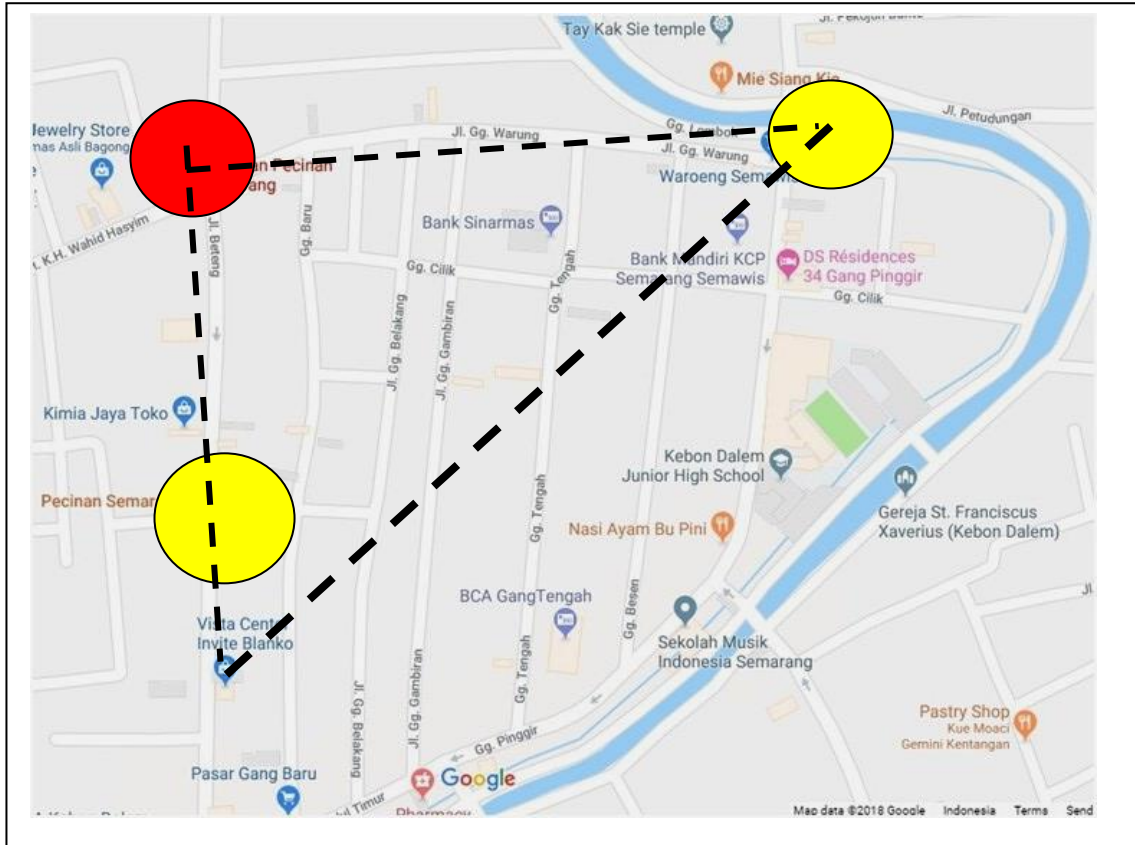 Tay Kak Sie temple
Mie Siang Kie
Jl. Petudungan
Jewelry Store
mas Asli Bagong
Jl. Gg. Warung
Gg. Lombok
Jl. Gg. Warung
Pecinan
ang
Waroeng Semawis
K.H. Wahid Hasyim
Jl. Beteng
Gg. Baru
Bank Sinarmas
Bank Mandiri KCP
Semarang Semawis
DS Résidences
34 Gang Pinggir
Gg. Cilik
Gg. Tengah
Gg. Cilik
Jl. Gg. Belakang
Jl. Gg. Gambiran
Kimia Jaya Toko
Kebon Dalem
Junior High School
Pecinan Semar
Gereja St. Franciscus
Xaverius (Kebon Dalem)
Nasi Ayam Bu Pini
Gg. Tengah
BCA GangTengah
Gg. Besen
Jl
Vista Cente
Invite Blanko
Sekolah Musik
Indonesia Semarang
Gg. Tengah
Jl. Gg. Gambiran
Jl. Gg. Belakang
Pastry Shop
Kue Moaci
Gemini Kentangan
Gg. Pinggir
Pasar Gang Baru
Google
Timur
Pharmacy
Map data ©2018 Google Indonesia Terms Send